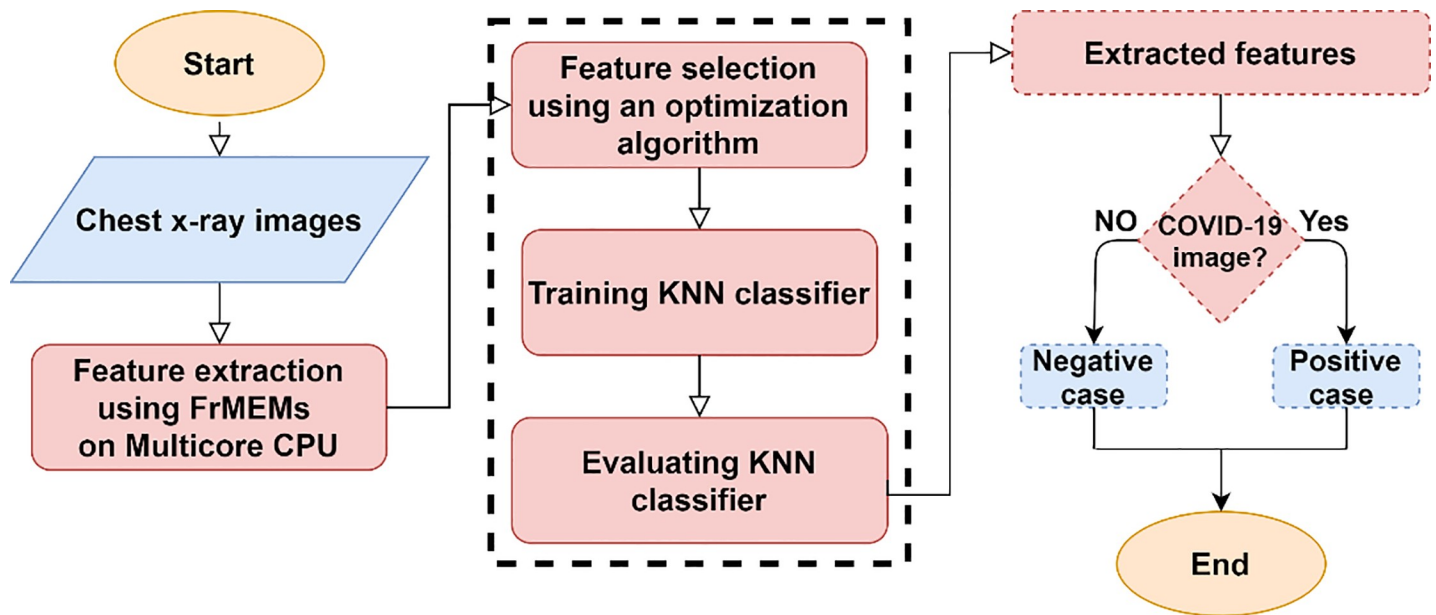 Start
Chest x-ray images
Feature extraction
using FrMEMs
on Multicore CPU
Feature selection
using an optimization
algorithm
Training KNN classifier
Evaluating KNN
classifier
Extracted features
COVID-19
image?
NO
Yes
Negative
case
Positive
case
End